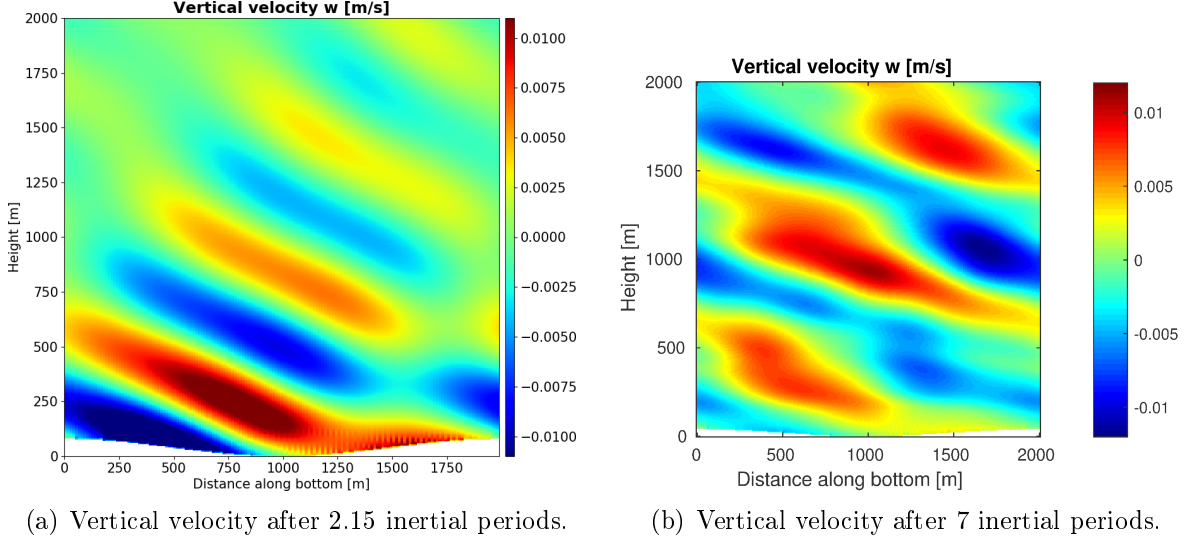 Vertical velocity w [m/s]
2000
1750
1500
1250
1000
750
500
250
0
Height [m]
0 250 500 750 1000 1250 1500 1750
Distance along bottom [m]
0.0100
0.0075
0.0050
0.0025
0.0000
−0.0025
−0.0050
−0.0075
−0.0100
Vertical velocity w [m/s]
2000
1500
1000
500
0
Height [m]
0 500 1000 1500 2000
Distance along bottom [m]
0.01
0.005
0
-0.005
-0.01
(a) Vertical velocity after 2.15 inertial periods.
(b) Vertical velocity after 7 inertial periods.